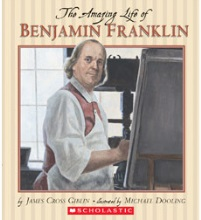 The Amazing Life of
BENJAMIN FRANKLIN
by JAMES CROSS GIBLIN illustrated by MICHAEL DOOLING
SCHOLASTIC